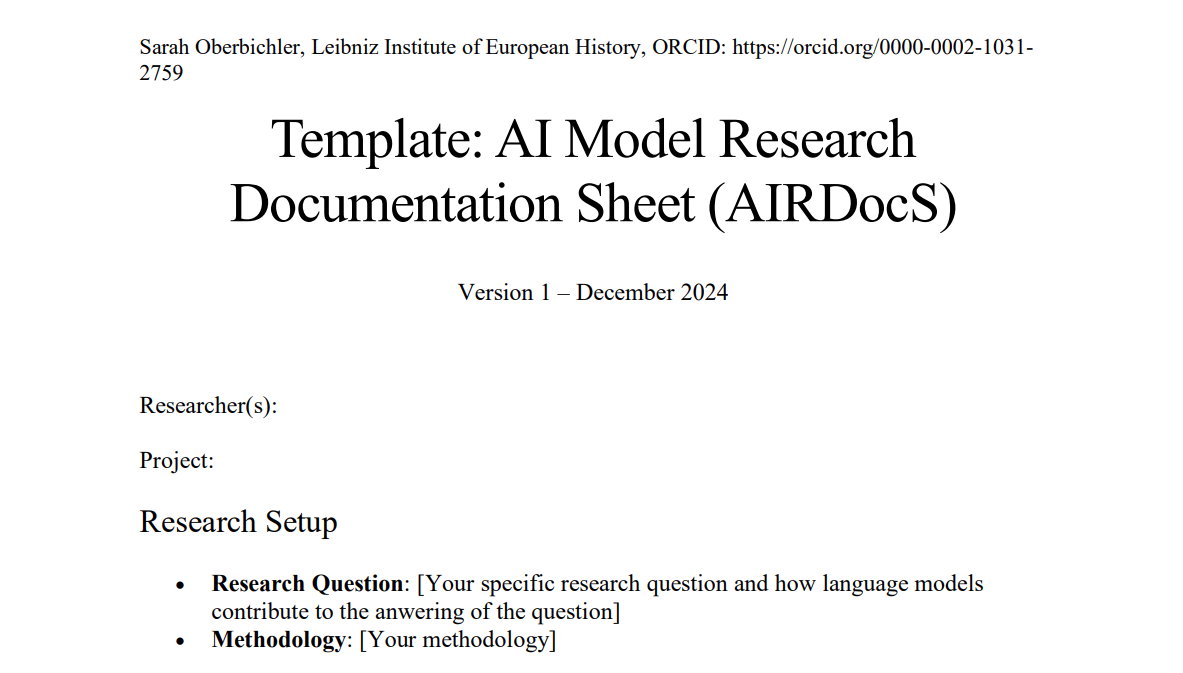 Sarah Oberbichler, Leibniz Institute of European History, ORCID: https://orcid.org/0000-0002-1031-
2759
Template: AI Model Research
Documentation Sheet (AIRDocS)
Version 1 – December 2024
Researcher(s):
Project:
Research Setup
• Research Question: [Your specific research question and how language models
contribute to the anwering of the question]
• Methodology: [Your methodology]